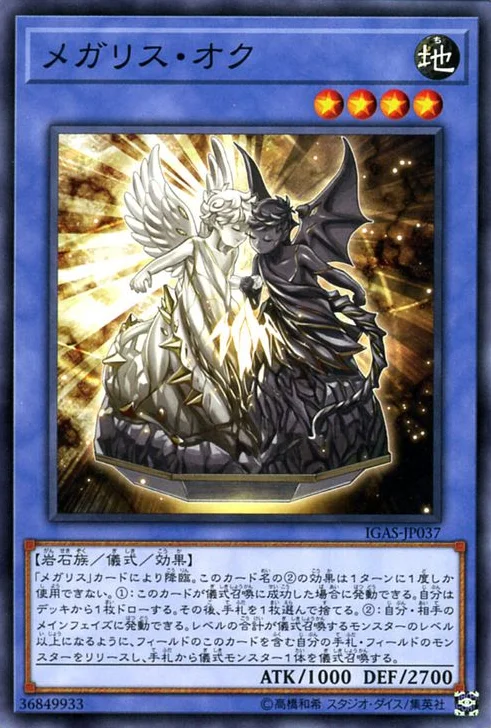 メガリス・オク
地
IGAS-JP037
【岩石族/儀式/効果】
「メガリス」カードにより降臨。このカード名の②の効果は1ターンに1度しか
使用できない。①：このカードが儀式召喚に成功した場合に発動できる。自分は
デッキから1枚ドローする。その後、手札を1枚選んで捨てる。②：自分・相手の
メインフェイズに発動できる。レベルの合計が儀式召喚するモンスターのレベル
以上になるように、フィールドのこのカードを含む自分の手札・フィールドのモン
スターをリリースし、手札から儀式モンスター1体を儀式召喚する。
ATK/1000 DEF/2700
36849933 ©高橋和希 スタジオ・ダイス/集英社